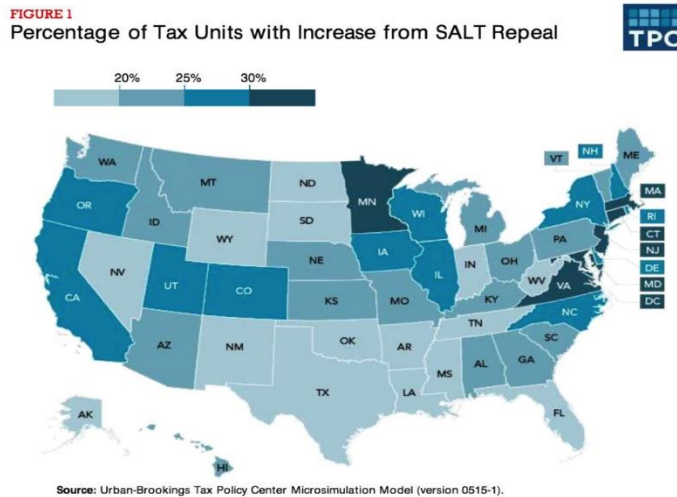 FIGURE 1
Percentage of Tax Units with Increase from SALT Repeal
TPC
20% 25% 30%
WA
MT
ND
MN
VT
NH
ME
OR
ID
WY
SD
WI
MI
NY
MA
RI
CT
NJ
DE
MD
DC
NV
UT
CO
NE
IA
IL
IN
OH
PA
WV
VA
CA
KS
MO
KY
NC
AZ
NM
OK
AR
TN
SC
TX
LA
MS
AL
GA
FL
AK
HI
Source: Urban-Brookings Tax Policy Center Microsimulation Model (version 0515-1).